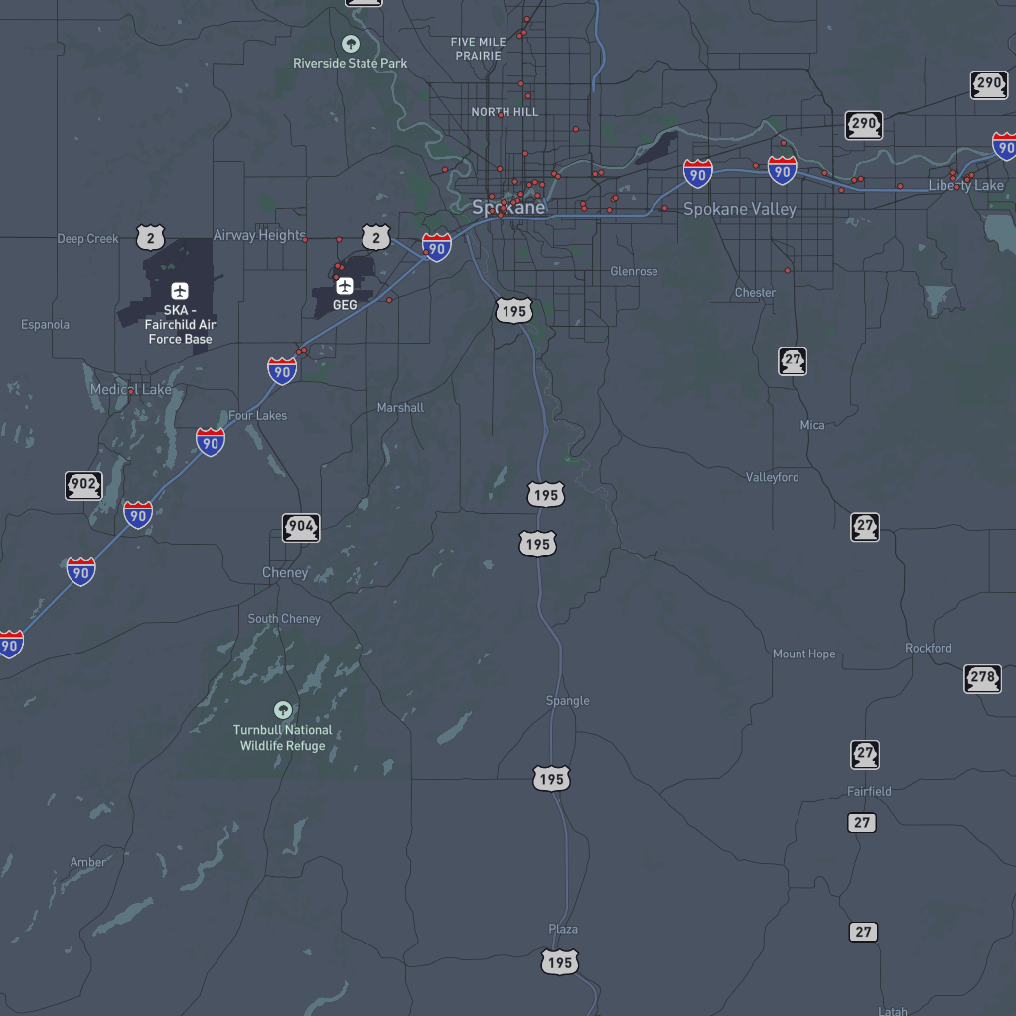 FIVE MILE
PRAIRIE
Riverside State Park
290
NORTH HILL
290
90
90
90
Liberty Lake
Spokane
Spokane Valley
Deep Creek
2
Airway Heights
2
90
Glenrose
SKA -
Fairchild Air
Force Base
GEG
Chester
195
Espanola
27
90
Medical Lake
Marshall
Four Lakes
Mica
90
902
Valleyford
195
90
904
27
195
90
Cheney
South Cheney
90
Mount Hope
Rockford
278
Spangle
Turnbull National
Wildlife Refuge
27
195
Fairfield
27
Amber
Plaza
27
195
Latah